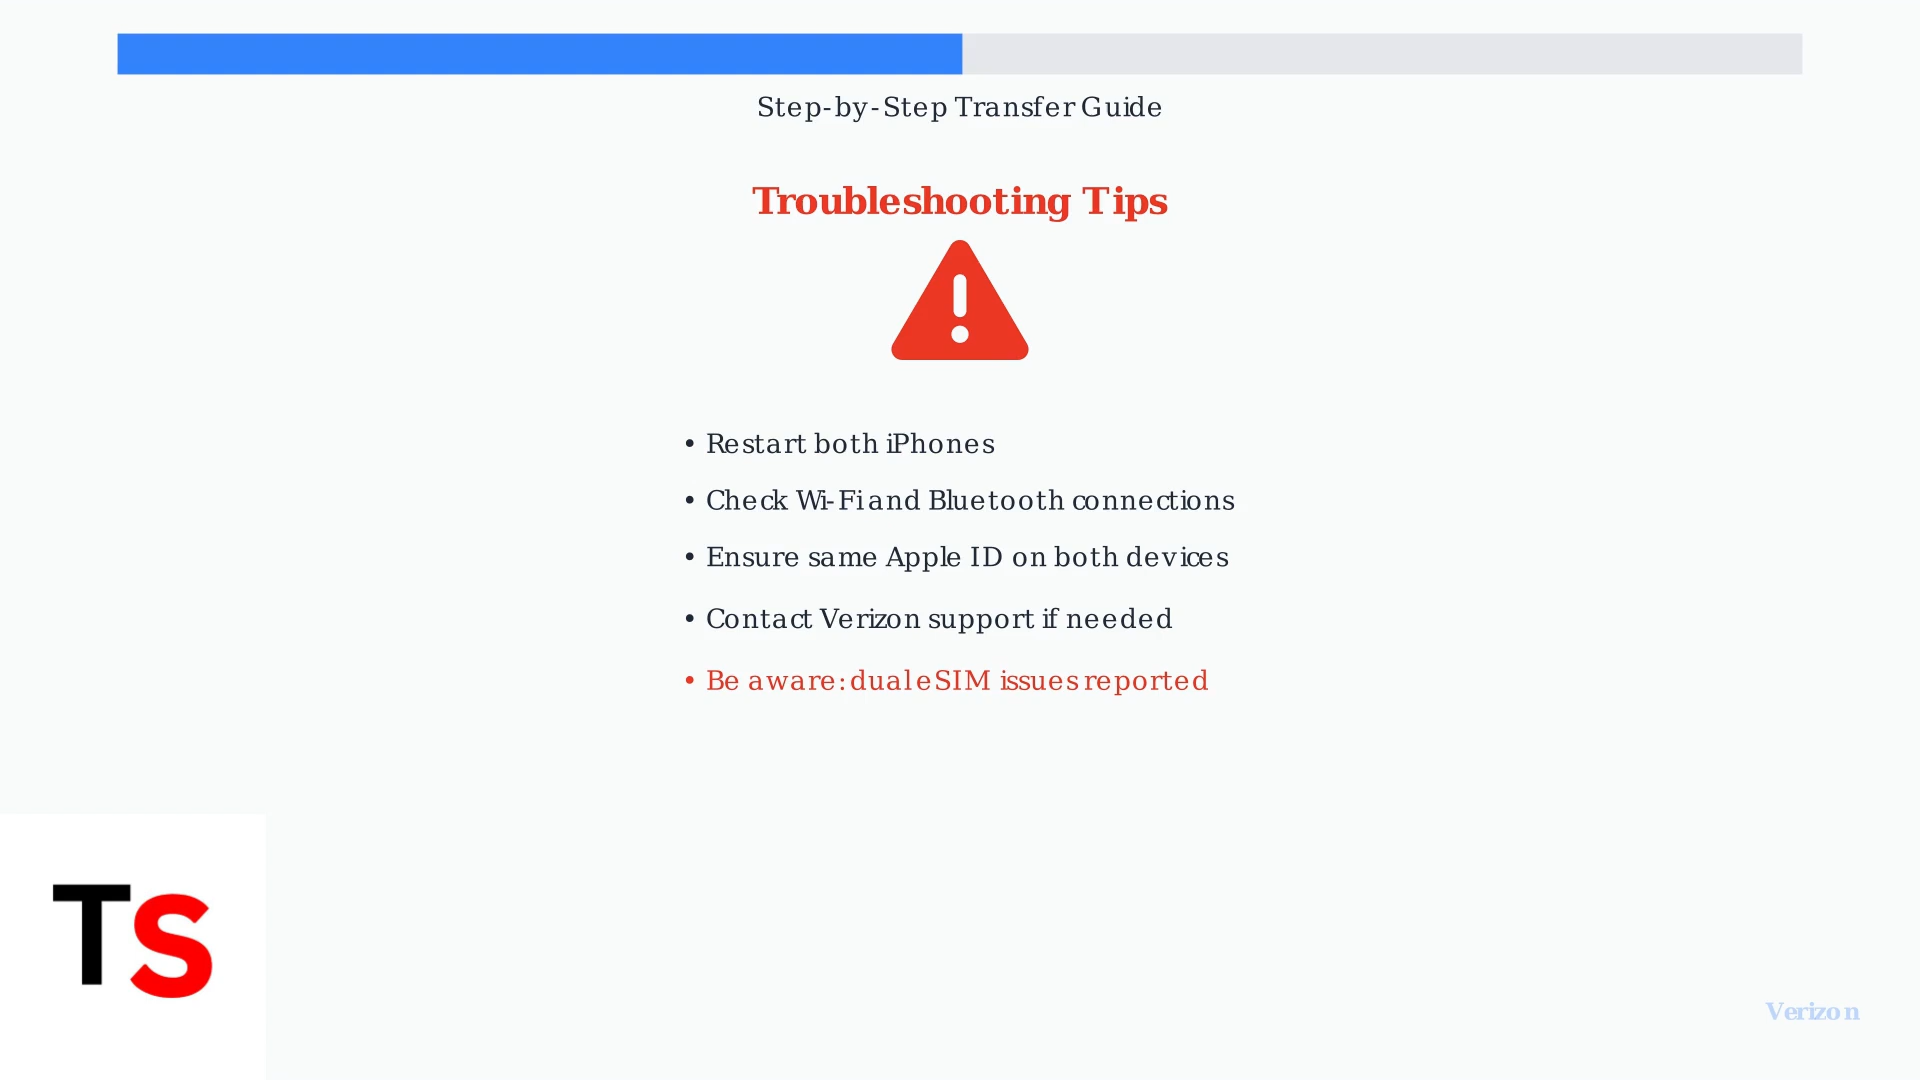 Step-by-Step Transfer Guide
Troubleshooting Tips
• Restart both iPhones
• Check Wi-Fi and Bluetooth connections
• Ensure same Apple ID on both devices
• Contact Verizon support if needed
• Be aware: dual eSIM issues reported
TS
Verizon